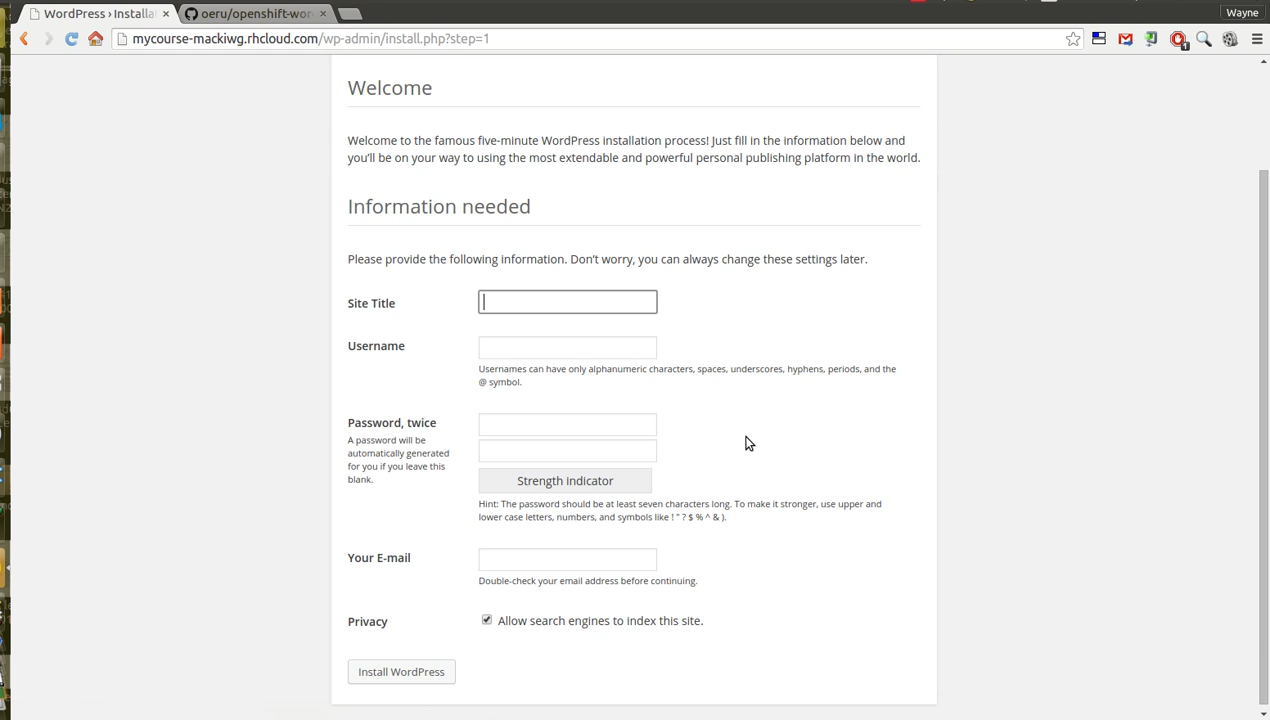 WordPress › Installa
oeru/openshift-wor
Wayne
mycourse-mackiwg.rhcloud.com/wp-admin/install.php?step=1
1
Welcome
Welcome to the famous five-minute WordPress installation process! Just fill in the information below and
you'll be on your way to using the most extendable and powerful personal publishing platform in the world.
Information needed
Please provide the following information. Don't worry, you can always change these settings later.
Site Title
Username
Usernames can have only alphanumeric characters, spaces, underscores, hyphens, periods, and the
@ symbol.
Password, twice
A password will be
automatically generated
for you if you leave this
blank.
Strength indicator
Hint: The password should be at least seven characters long. To make it stronger, use upper and
lower case letters, numbers, and symbols like ! " ? $ % ^ & ).
Your E-mail
Double-check your email address before continuing.
Privacy
Allow search engines to index this site.
Install WordPress